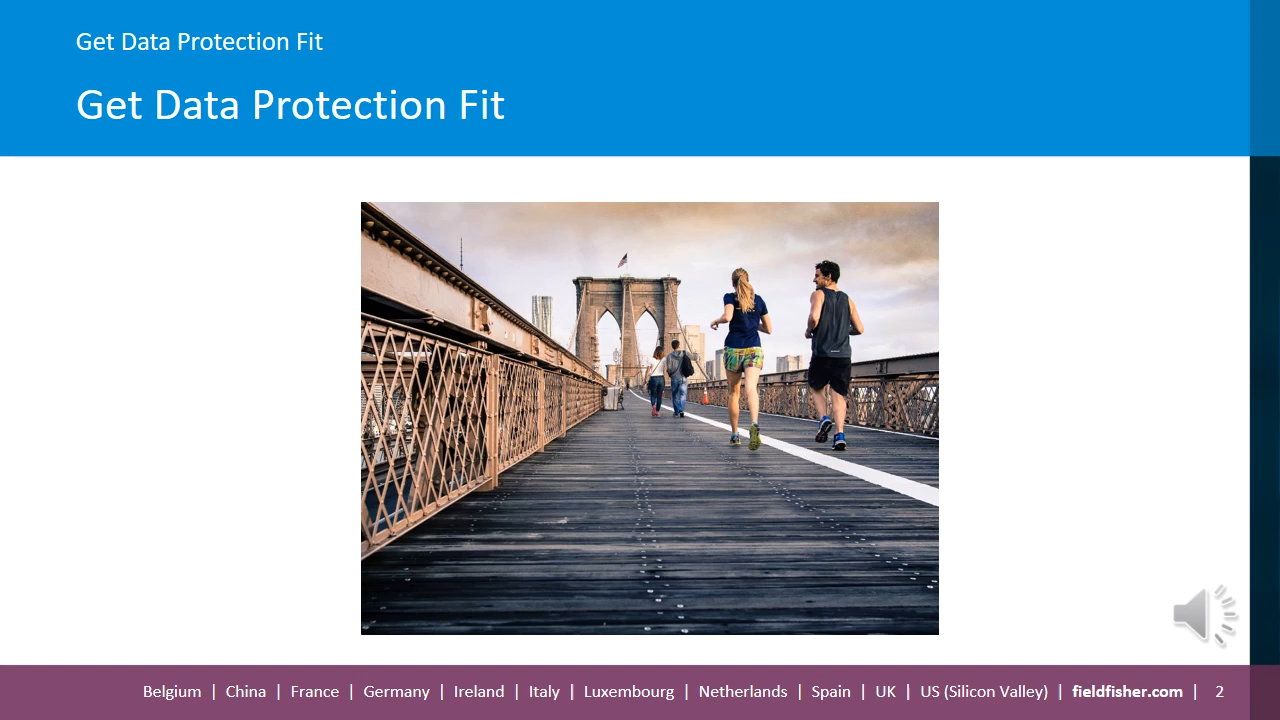 Get Data Protection Fit
Get Data Protection Fit
Belgium | China | France | Germany | Ireland | Italy | Luxembourg | Netherlands | Spain | UK | US (Silicon Valley) | fieldfisher.com | 2